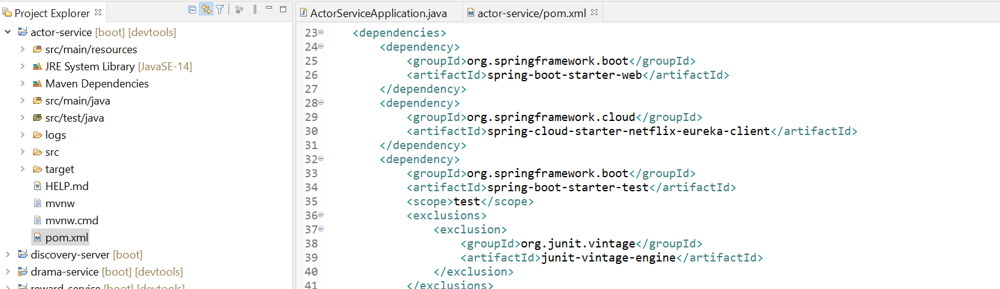 Project Explorer
actor-service [boot] [devtools]
src/main/resources
JRE System Library [JavaSE-14]
Maven Dependencies
src/main/java
src/test/java
logs
src
target
HELP.md
mvnw
mvnw.cmd
pom.xml
discovery-server [boot]
drama-service [boot] [devtools]
reward-service [boot] [devtools]
ActorServiceApplication.java
actor-service/pom.xml
23 <dependencies>
24 <dependency>
25 <groupId>org.springframework.boot</groupId>
26 <artifactId>spring-boot-starter-web</artifactId>
27 </dependency>
28 <dependency>
29 <groupId>org.springframework.cloud</groupId>
30 <artifactId>spring-cloud-starter-netflix-eureka-client</artifactId>
31 </dependency>
32 <dependency>
33 <groupId>org.springframework.boot</groupId>
34 <artifactId>spring-boot-starter-test</artifactId>
35 <scope>test</scope>
36 <exclusions>
37 <exclusion>
38 <groupId>org.junit.vintage</groupId>
39 <artifactId>junit-vintage-engine</artifactId>
40 </exclusion>
41 </exclusions>